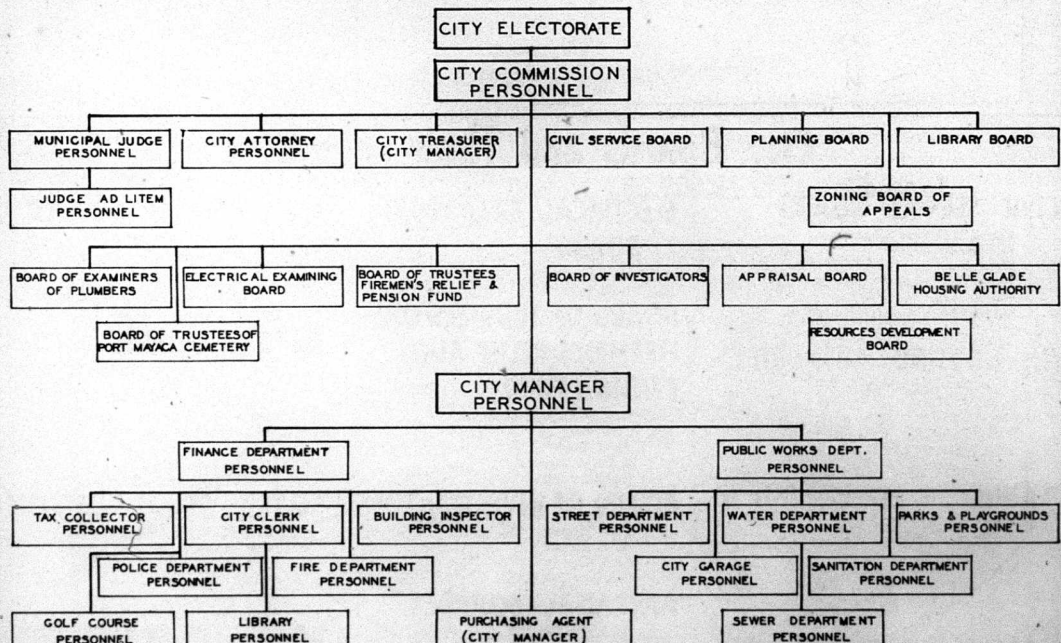 CITY ELECTORATE
CITY COMMISSION
PERSONNEL
MUNICIPAL JUDGE
PERSONNEL
CITY ATTORNEY
PERSONNEL
CITY TREASURER
(CITY MANAGER)
CIVIL SERVICE BOARD
PLANNING BOARD
LIBRARY BOARD
JUDGE AD LITEM
PERSONNEL
ZONING BOARD OF
APPEALS
BOARD OF EXAMINERS
OF PLUMBERS
ELECTRICAL EXAMINING
BOARD
BOARD OF TRUSTEES
FIREMEN'S RELIEF &
PENSION FUND
BOARD OF INVESTIGATORS
APPRAISAL BOARD
BELLE GLADE
HOUSING AUTHORITY
BOARD OF TRUSTEES OF
PORT MAYACA CEMETERY
RESOURCES DEVELOPMENT
BOARD
CITY MANAGER
PERSONNEL
FINANCE DEPARTMENT
PERSONNEL
PUBLIC WORKS DEPT.
PERSONNEL
TAX COLLECTOR
PERSONNEL
CITY CLERK
PERSONNEL
BUILDING INSPECTOR
PERSONNEL
STREET DEPARTMENT
PERSONNEL
WATER DEPARTMENT
PERSONNEL
PARKS & PLAYGROUNDS
PERSONNEL
POLICE DEPARTMENT
PERSONNEL
FIRE DEPARTMENT
PERSONNEL
CITY GARAGE
PERSONNEL
SANITATION DEPARTMENT
PERSONNEL
GOLF COURSE
PERSONNEL
LIBRARY
PERSONNEL
PURCHASING AGENT
(CITY MANAGER)
SEWER DEPARTMENT
PERSONNEL